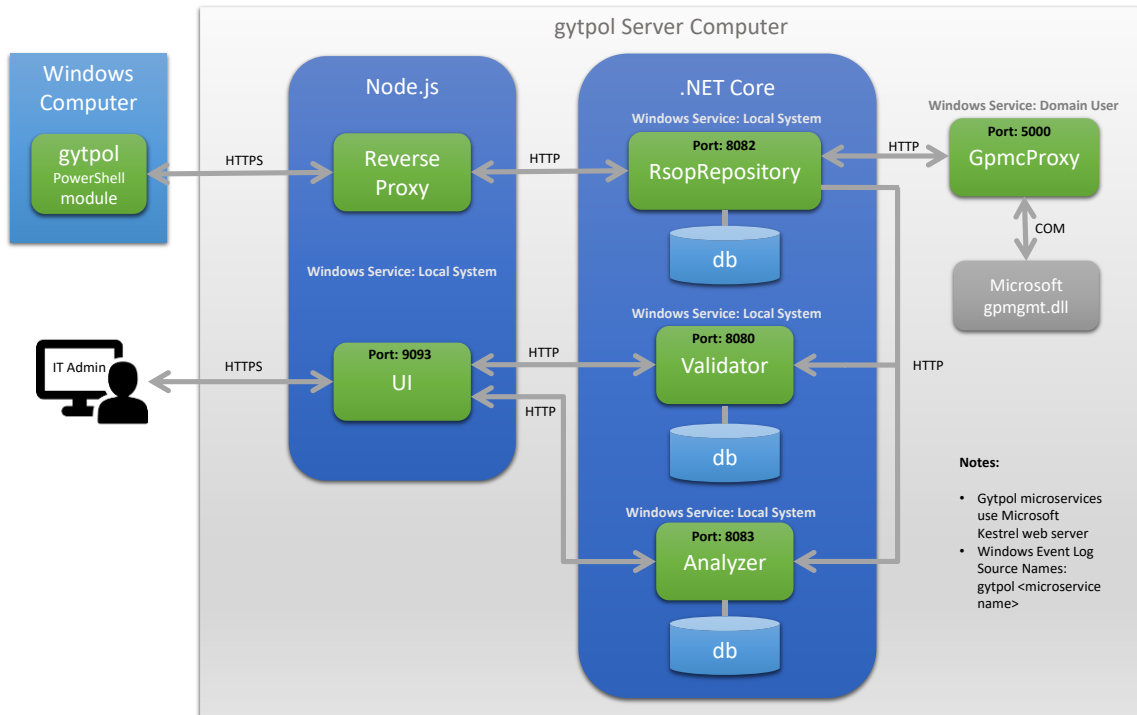 gytpol Server Computer
Windows
Computer
gytpol
PowerShell
module
HTTPS
Node.js
Reverse
Proxy
Windows Service: Local System
HTTP
.NET Core
Windows Service: Local System
Port: 8082
RsopRepository
db
HTTP
Windows Service: Domain User
Port: 5000
GpmcProxy
COM
Microsoft
gpmgmt.dll
IT Admin
HTTPS
Port: 9093
UI
HTTP
HTTP
Windows Service: Local System
Port: 8080
Validator
db
HTTP
Windows Service: Local System
Port: 8083
Analyzer
db
Notes:
• Gytpol microservices
use Microsoft
Kestrel web server
• Windows Event Log
Source Names:
gytpol <microservice
name>